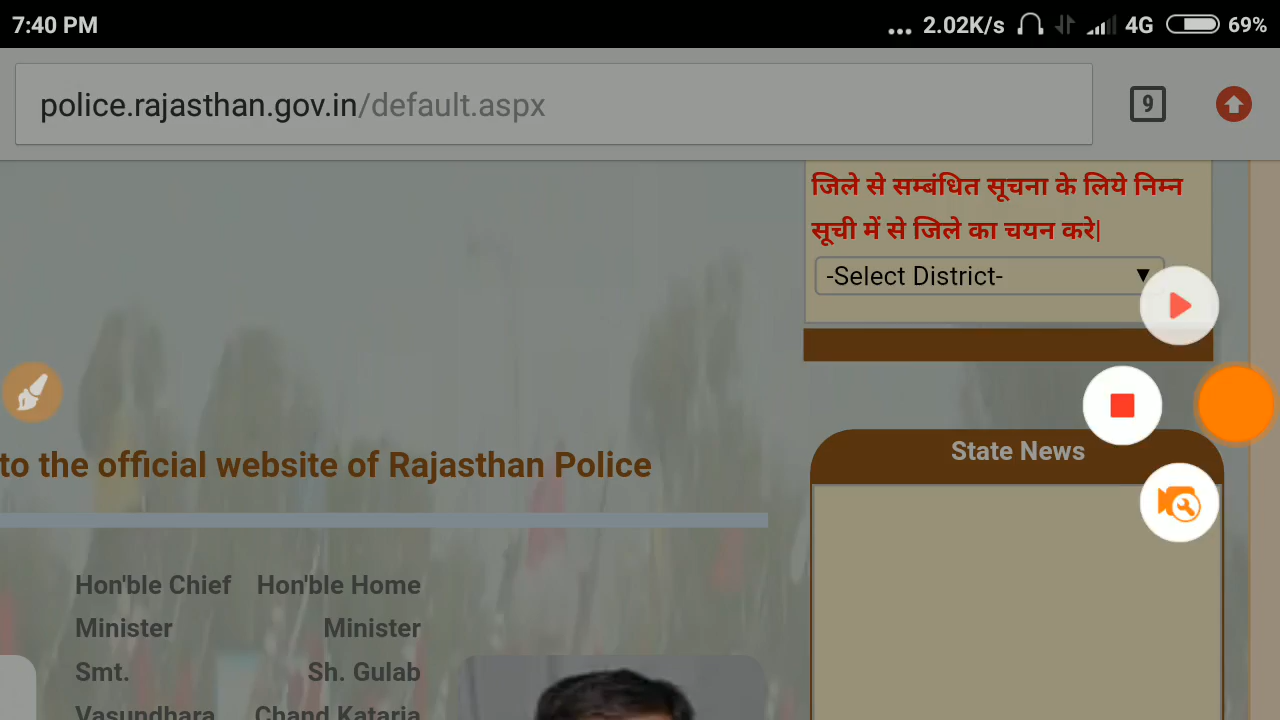 7:40 PM
... 2.02K/s 4G 69%
police.rajasthan.gov.in/default.aspx
9
जिले से सम्बंधित सूचना के लिये निम्न
सूची में से जिले का चयन करे|
-Select District-
to the official website of Rajasthan Police
State News
Hon'ble Chief Hon'ble Home
Minister Minister
Smt. Sh. Gulab
Vasundhara Chand Kataria